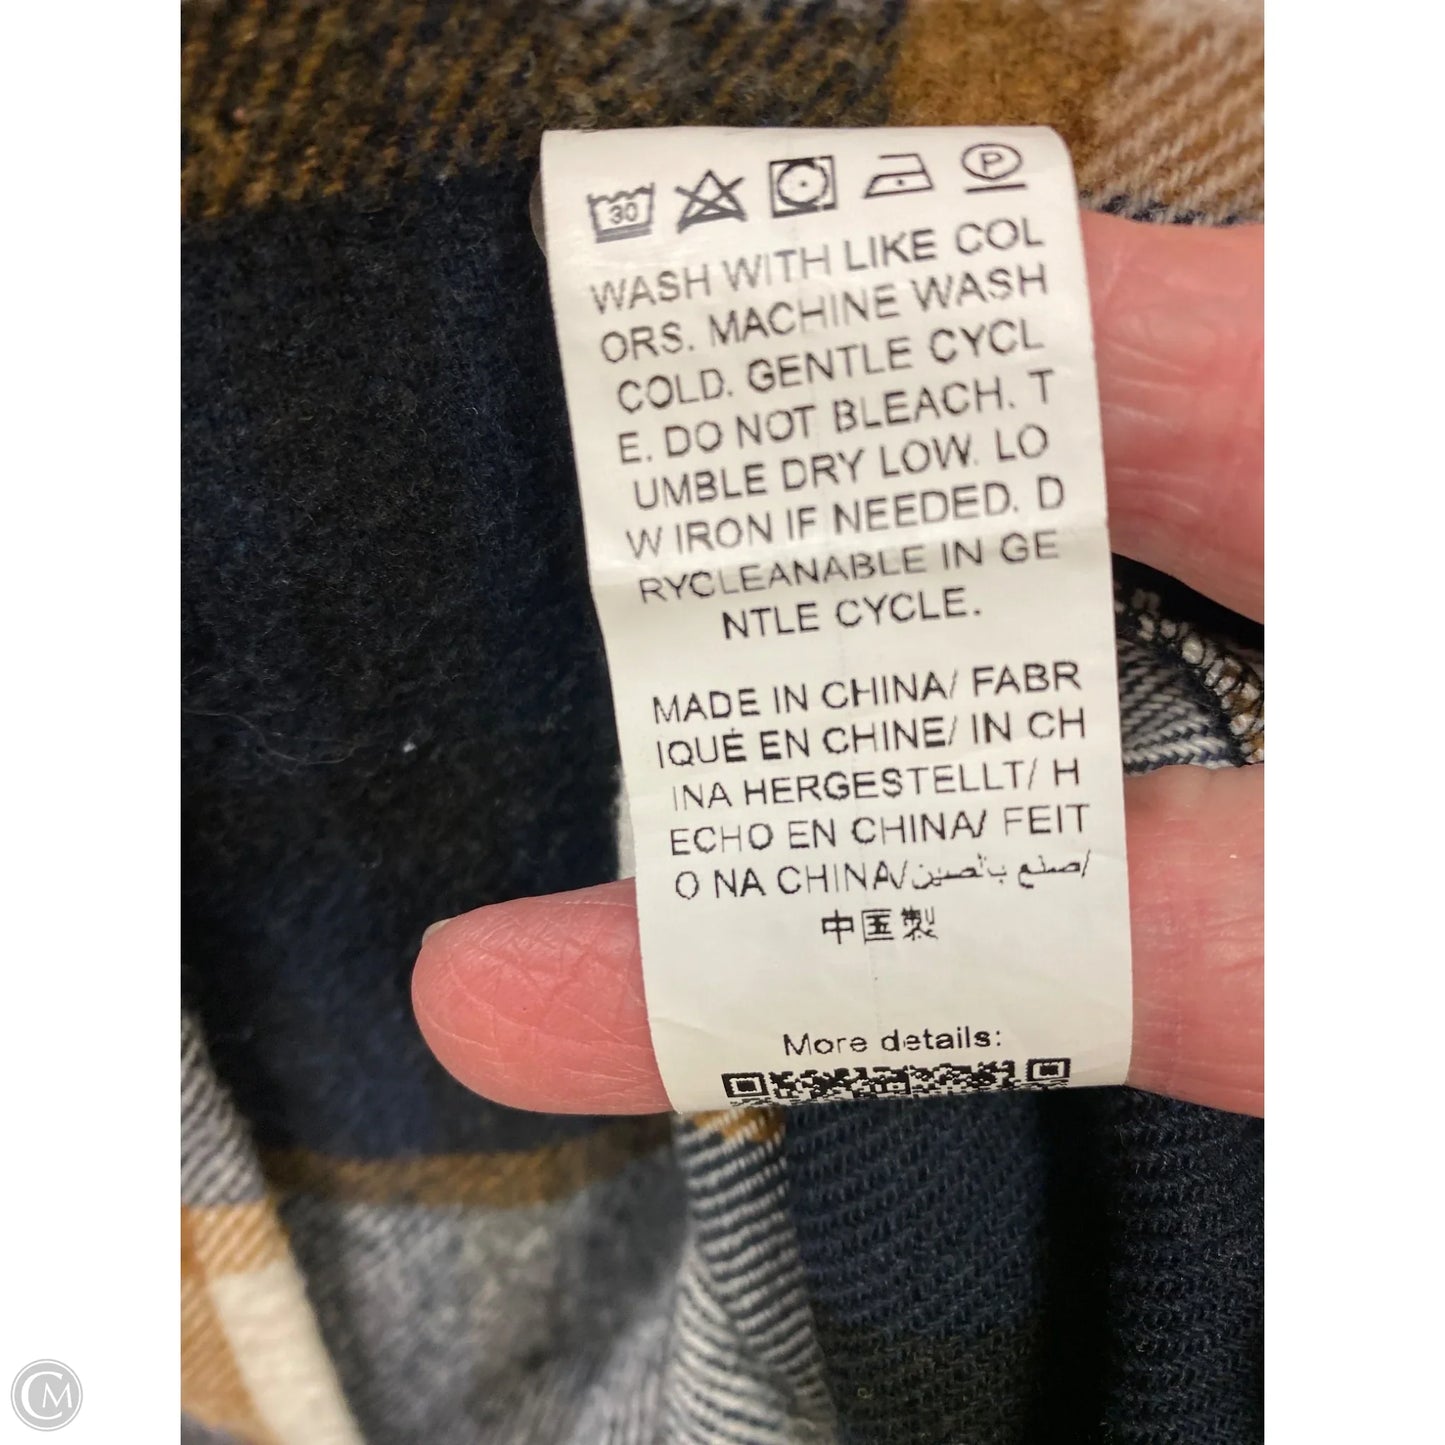 30
P
WASH WITH LIKE COL
ORS. MACHINE WASH
COLD. GENTLE CYCL
E. DO NOT BLEACH. T
UMBLE DRY LOW. LO
W IRON IF NEEDED. D
RYCLEANABLE IN GE
NTLE CYCLE.
MADE IN CHINA/ FABR
IQUÉ EN CHINE/ IN CH
INA HERGESTELLT/ H
ECHO EN CHINA/ FEIT
O NA CHINA/صنع بالصين/
中国製
More details:
CM